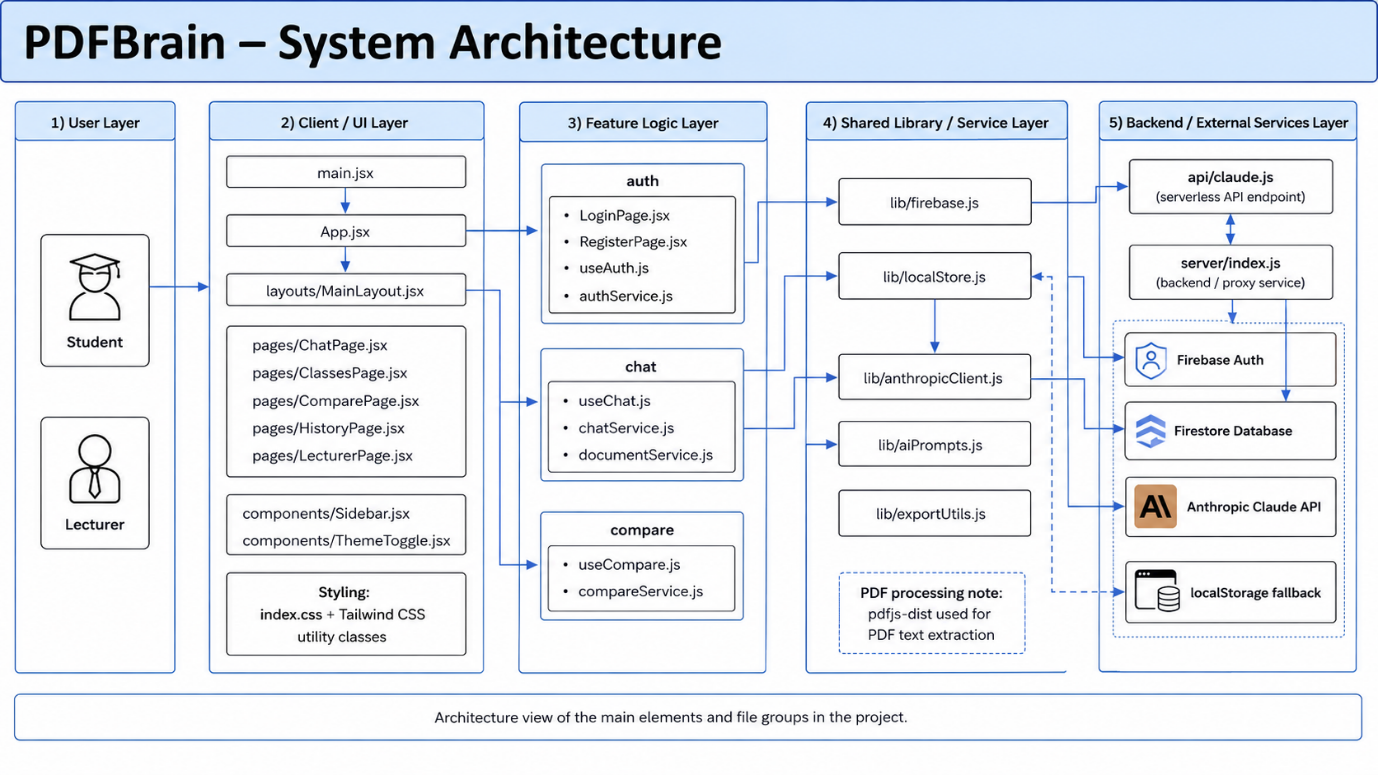 PDFBrain – System Architecture
1) User Layer
Student
Lecturer
2) Client / UI Layer
main.jsx
App.jsx
layouts/MainLayout.jsx
pages/ChatPage.jsx
pages/ClassesPage.jsx
pages/ComparePage.jsx
pages/HistoryPage.jsx
pages/LecturerPage.jsx
components/Sidebar.jsx
components/ThemeToggle.jsx
Styling:
index.css + Tailwind CSS
utility classes
3) Feature Logic Layer
auth
• LoginPage.jsx
• RegisterPage.jsx
• useAuth.js
• authService.js
chat
• useChat.js
• chatService.js
• documentService.js
compare
• useCompare.js
• compareService.js
4) Shared Library / Service Layer
lib/firebase.js
lib/localStore.js
lib/anthropicClient.js
lib/aiPrompts.js
lib/exportUtils.js
PDF processing note:
pdfjs-dist used for
PDF text extraction
5) Backend / External Services Layer
api/claude.js
(serverless API endpoint)
server/index.js
(backend / proxy service)
Firebase Auth
Firestore Database
A\ Anthropic Claude API
localStorage fallback
Architecture view of the main elements and file groups in the project.